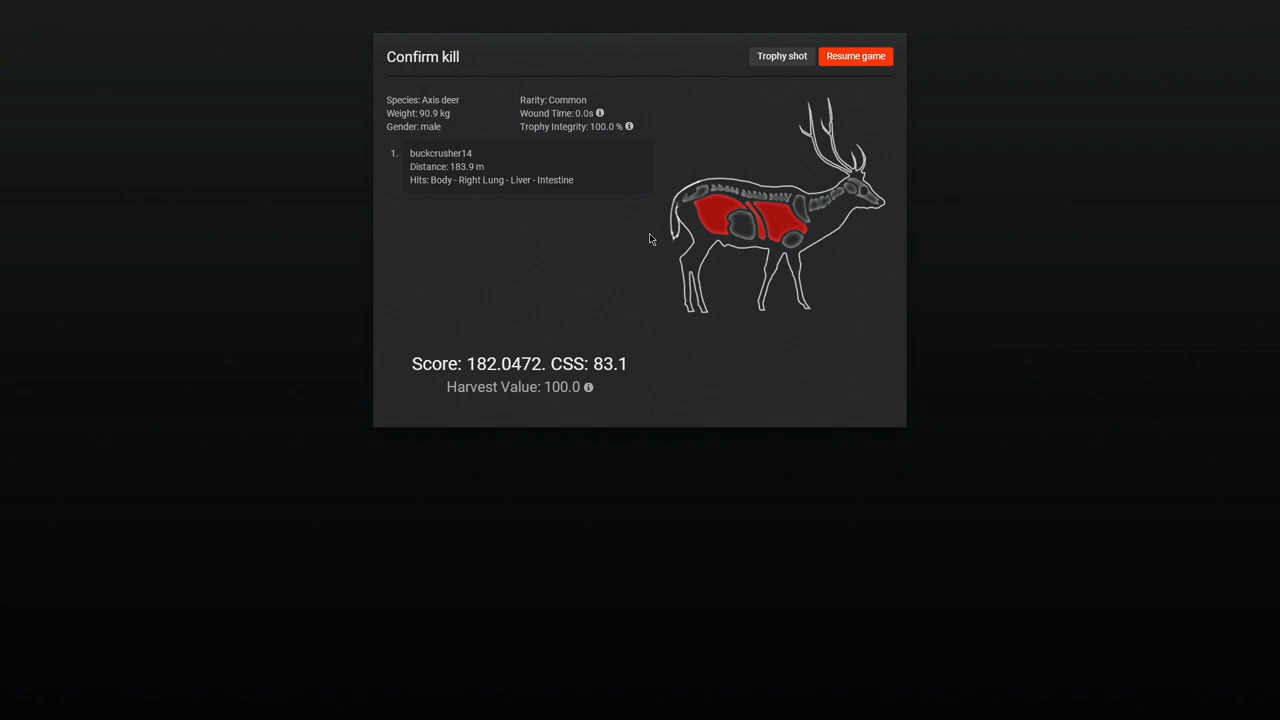 Confirm kill
Trophy shot
Resume game
Species: Axis deer
Weight: 90.9 kg
Gender: male
Rarity: Common
Wound Time: 0.0s
Trophy Integrity: 100.0 %
1. buckcrusher14
Distance: 183.9 m
Hits: Body - Right Lung - Liver - Intestine
Score: 182.0472. CSS: 83.1
Harvest Value: 100.0